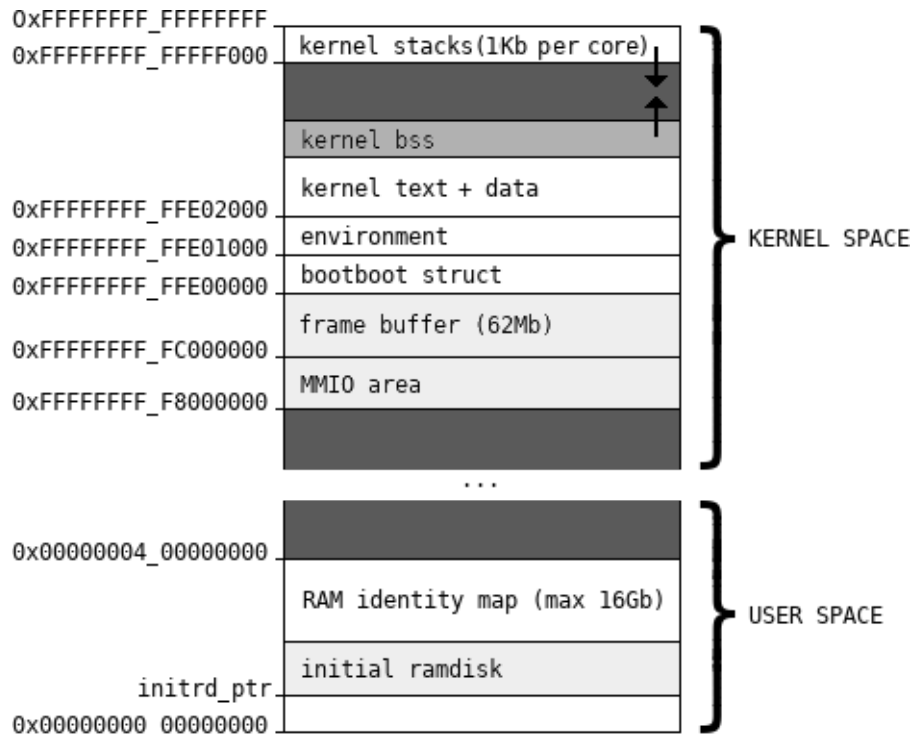 0xFFFFFFFF_FFFFFFFF
kernel stacks(1Kb per core)
0xFFFFFFFF_FFFFF000
kernel bss
kernel text + data
0xFFFFFFFF_FFE02000
environment
0xFFFFFFFF_FFE01000
bootboot struct
0xFFFFFFFF_FFE00000
frame buffer (62Mb)
0xFFFFFFFF_FC000000
MMIO area
0xFFFFFFFF_F8000000
KERNEL SPACE
...
0x00000004_00000000
RAM identity map (max 16Gb)
initial ramdisk
initrd_ptr
0x00000000_00000000
USER SPACE